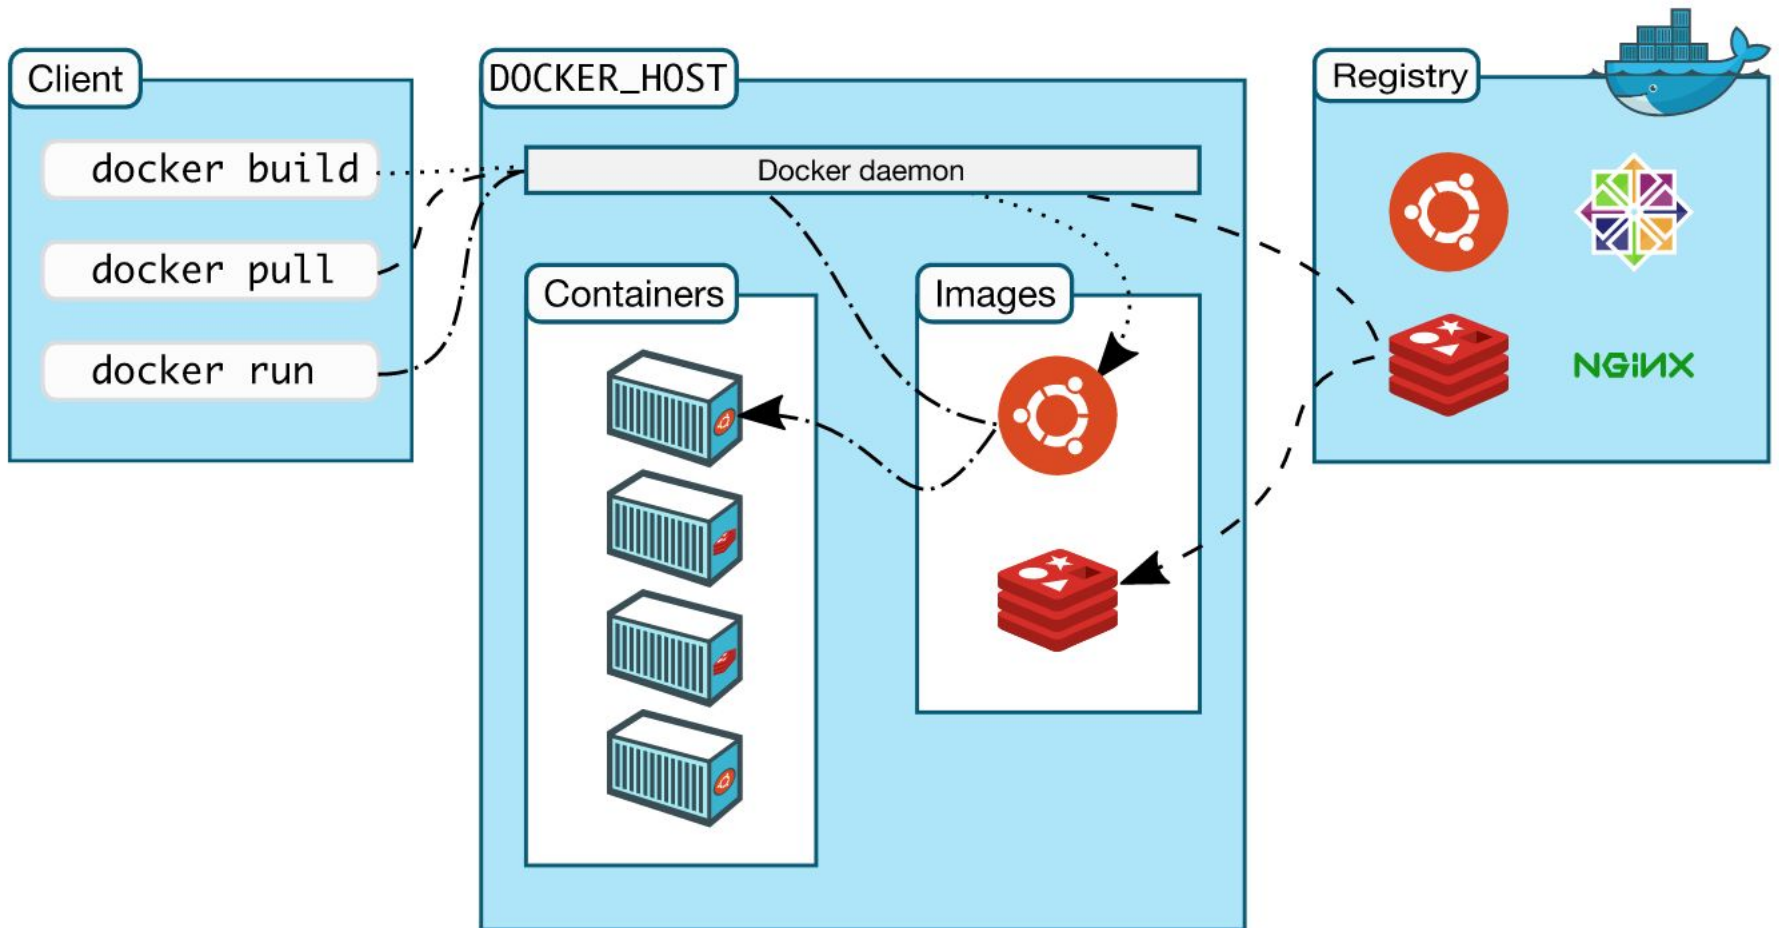 Client
docker build
docker pull
docker run
DOCKER_HOST
Docker daemon
Containers
Images
Registry
NGiNX